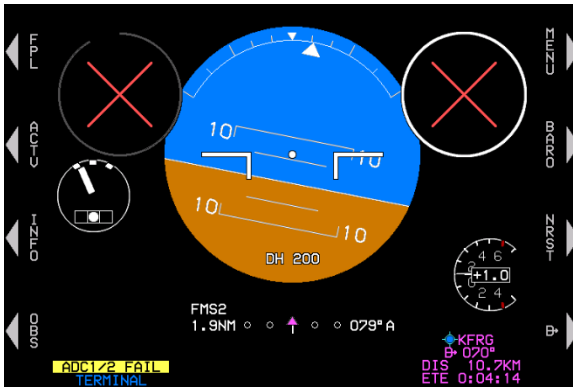 FPL
MENU
ACTV
BARO
INFO
NRST
OBS
10
10
10
10
DH 200
4 6
+1.0
2 4
FMS2
1.9NM 079°A
KFRG
070°
DIS 10.7KM
ETE 0:04:14
ADC1/2 FAIL
TERMINAL